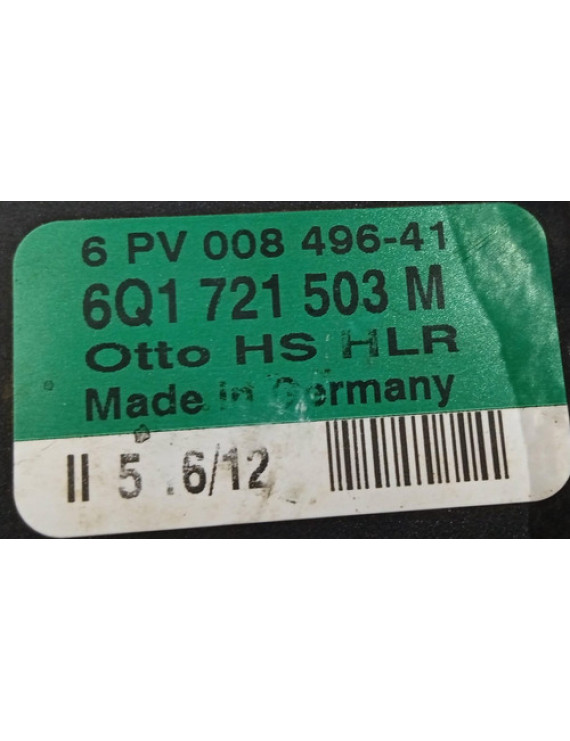 6 PV 008 496-41
6Q1 721 503 M
Otto HS HLR
Made in Germany
II 5 .6/12